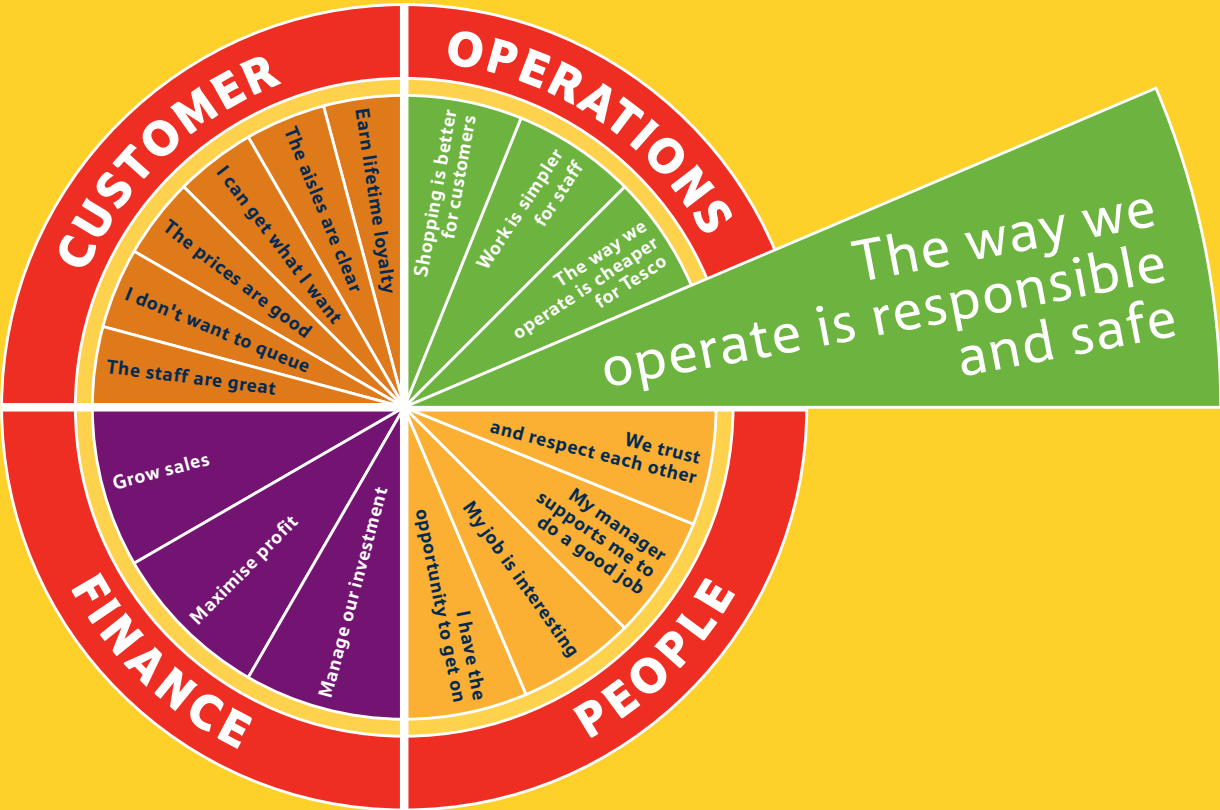 CUSTOMER
The staff are great
I don't want to queue
The prices are good
I can get what I want
The aisles are clear
Earn lifetime loyalty
OPERATIONS
Shopping is better
for customers
Work is simpler
for staff
The way we
operate is cheaper
for Tesco
The way we
operate is responsible
and safe
PEOPLE
We trust
and respect each other
My manager
supports me to
do a good job
My job is interesting
I have the
opportunity to get on
FINANCE
Manage our investment
Maximise profit
Grow sales